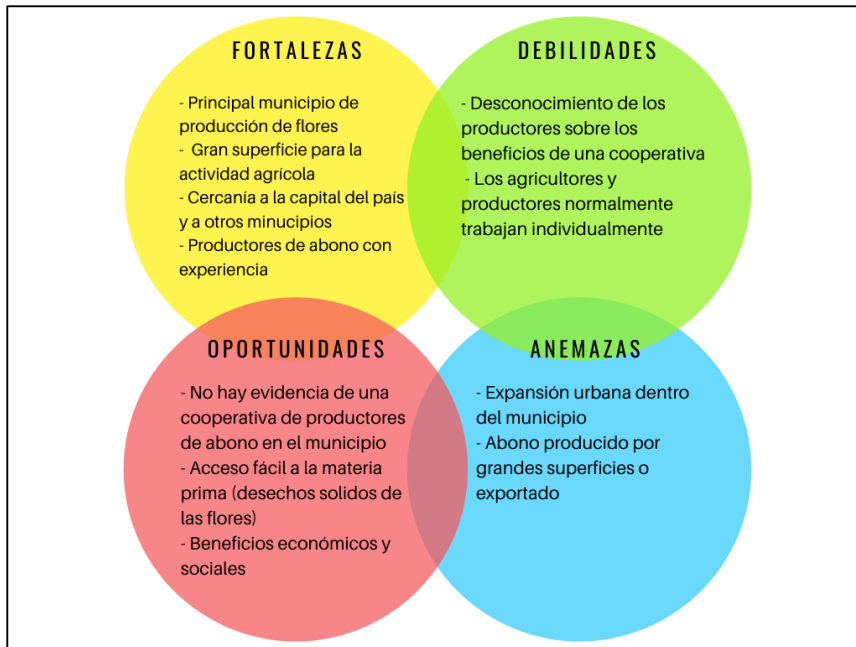 FORTALEZAS
- Principal municipio de
producción de flores
- Gran superficie para la
actividad agrícola
- Cercanía a la capital del país
y a otros minucipios
- Productores de abono con
experiencia
DEBILIDADES
- Desconocimiento de los
productores sobre los
beneficios de una cooperativa
- Los agricultores y
productores normalmente
trabajan individualmente
OPORTUNIDADES
- No hay evidencia de una
cooperativa de productores
de abono en el municipio
- Acceso fácil a la materia
prima (desechos solidos de
las flores)
- Beneficios económicos y
sociales
ANEMAZAS
- Expansión urbana dentro
del municipio
- Abono producido por
grandes superficies o
exportado